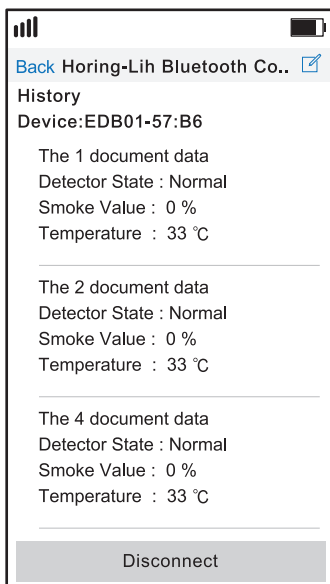 Back Horing-Lih Bluetooth Co..
History
Device:EDB01-57:B6
The 1 document data
Detector State : Normal
Smoke Value : 0 %
Temperature : 33 ℃
The 2 document data
Detector State : Normal
Smoke Value : 0 %
Temperature : 33 ℃
The 4 document data
Detector State : Normal
Smoke Value : 0 %
Temperature : 33 ℃
Disconnect